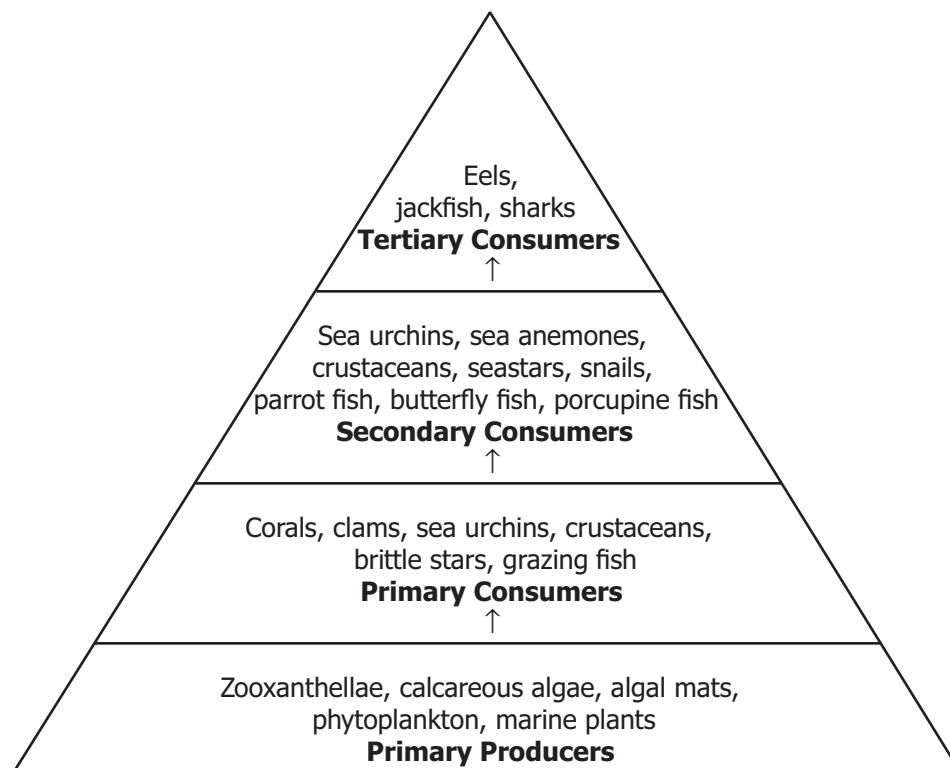 Eels,
jackfish, sharks
Tertiary Consumers
↑
Sea urchins, sea anemones,
crustaceans, seastars, snails,
parrot fish, butterfly fish, porcupine fish
Secondary Consumers
↑
Corals, clams, sea urchins, crustaceans,
brittle stars, grazing fish
Primary Consumers
↑
Zooxanthellae, calcareous algae, algal mats,
phytoplankton, marine plants
Primary Producers